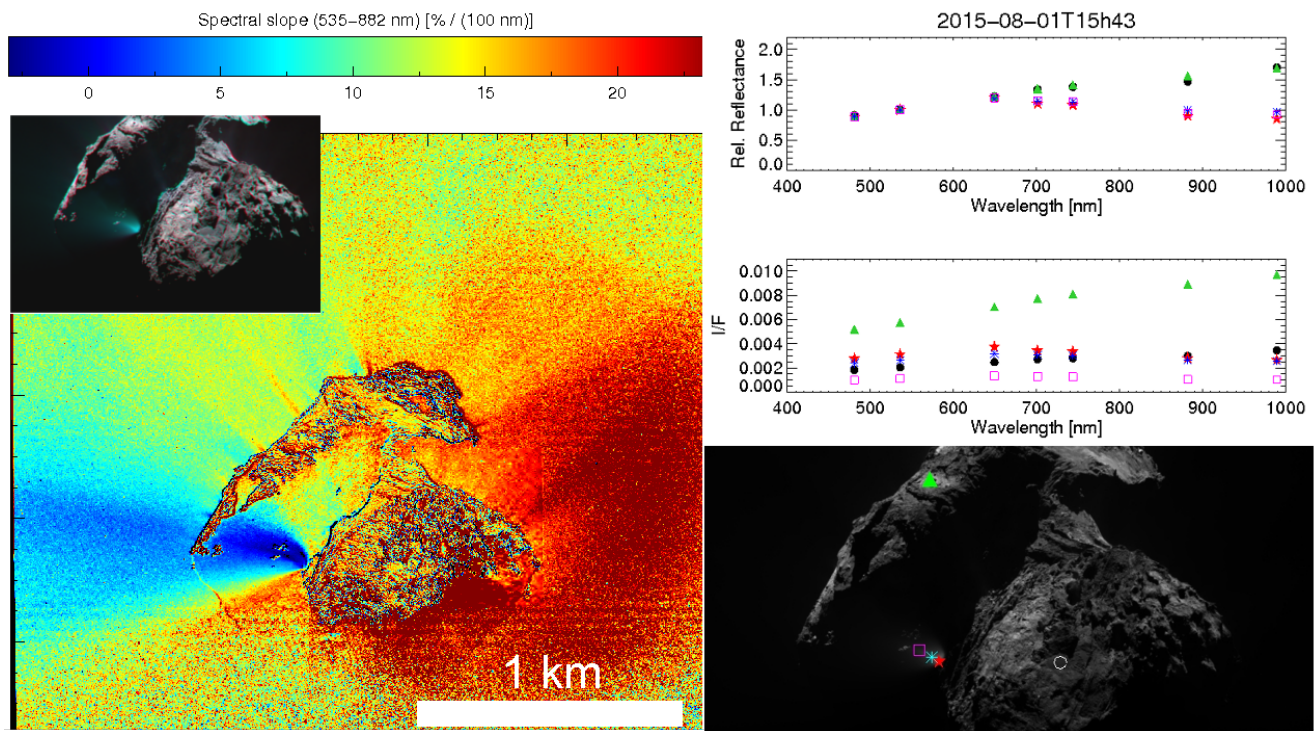 Spectral slope (535-882 nm) [% / (100 nm)]
0 5 10 15 20
1 km
2015-08-01T15h43
Rel. Reflectance
2.0
1.5
1.0
0.5
0.0
400 500 600 700 800 900 1000
Wavelength [nm]
I/F
0.010
0.008
0.006
0.004
0.002
0.000
400 500 600 700 800 900 1000
Wavelength [nm]